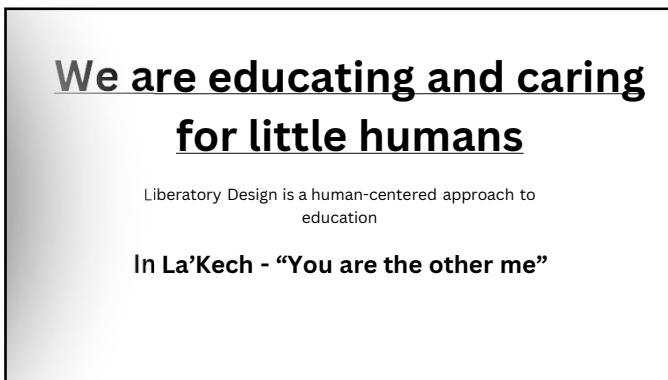 We are educating and caring
for little humans
Liberatory Design is a human-centered approach to
education
In La’Kech - “You are the other me”